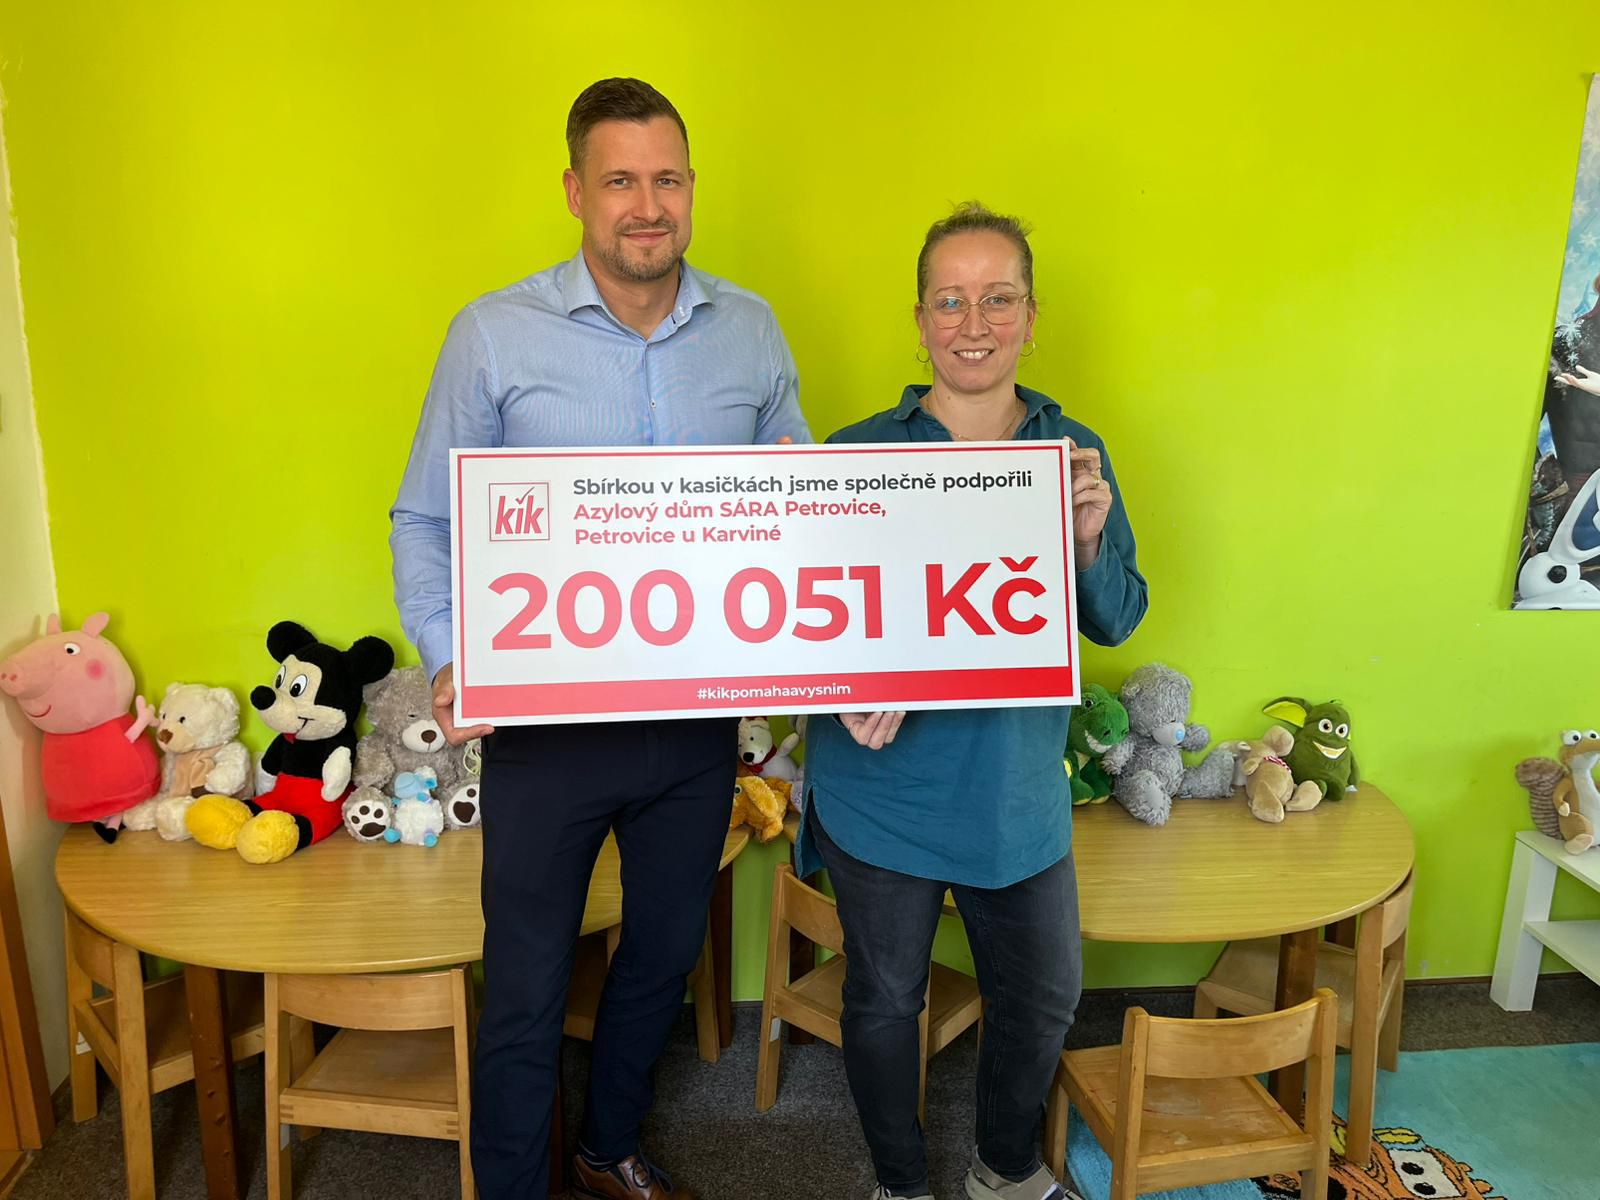 kik
Sbírkou v kasičkách jsme společně podpořili
Azylový dům SÁRA Petrovice,
Petrovice u Karviné
200 051 Kč
#kikpomahaavysnim